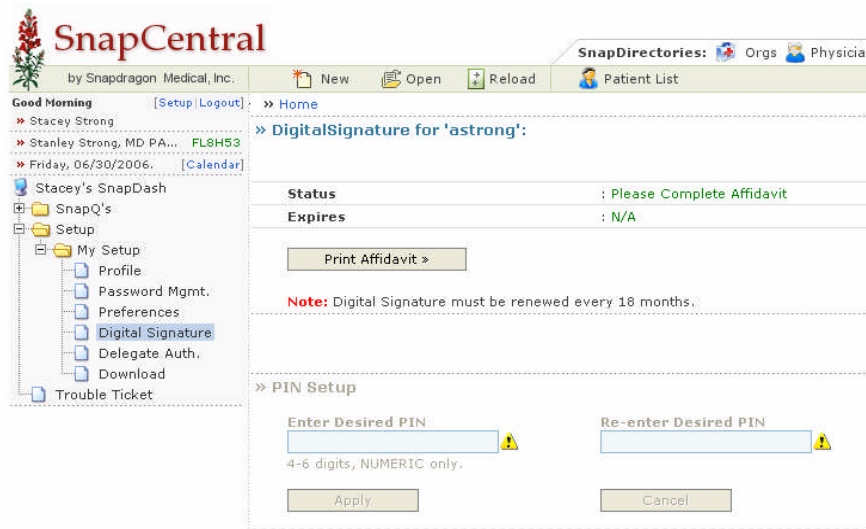 SnapCentral
by Snapdragon Medical, Inc.
SnapDirectories: Orgs Physicia
New Open Reload Patient List
Good Morning [Setup|Logout]
» Stacey Strong
» Stanley Strong, MD PA... FL8H53
» Friday, 06/30/2006. [Calendar]
Stacey's SnapDash
SnapQ's
Setup
My Setup
Profile
Password Mgmt.
Preferences
Digital Signature
Delegate Auth.
Download
Trouble Ticket
» Home
» DigitalSignature for 'astrong':
Status : Please Complete Affidavit
Expires : N/A
Print Affidavit »
Note: Digital Signature must be renewed every 18 months.
» PIN Setup
Enter Desired PIN Re-enter Desired PIN
4-6 digits, NUMERIC only.
Apply Cancel